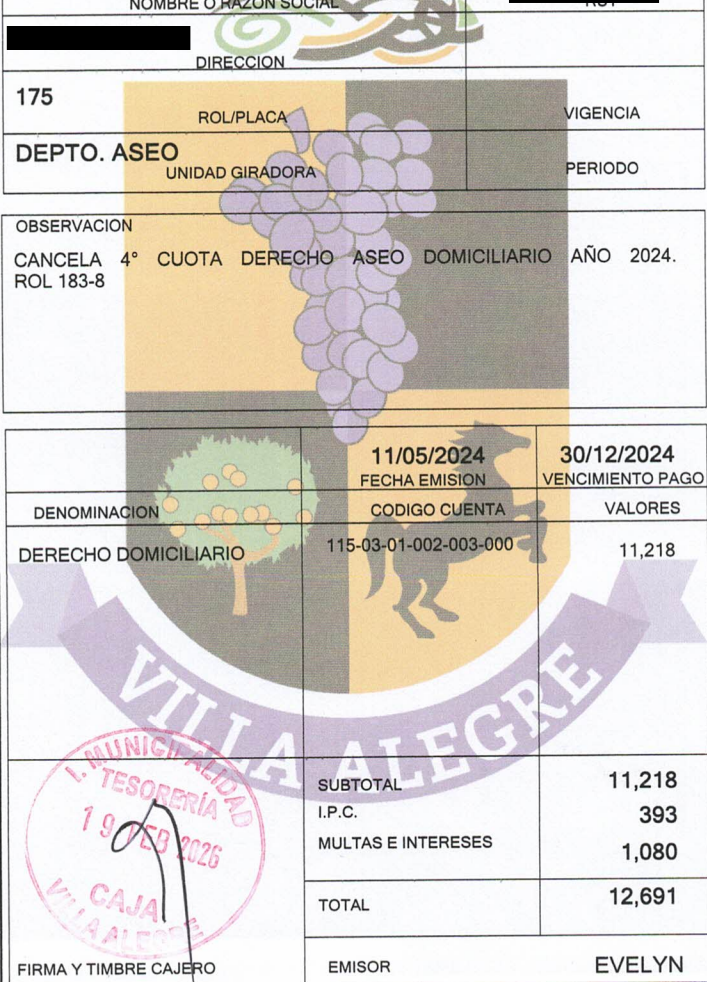 NOMBRE O RAZON SOCIAL
DIRECCION
175
ROL/PLACA
VIGENCIA
DEPTO. ASEO
UNIDAD GIRADORA
PERIODO
OBSERVACION
CANCELA 4° CUOTA DERECHO ASEO DOMICILIARIO AÑO 2024.
ROL 183-8
11/05/2024 30/12/2024
FECHA EMISION VENCIMIENTO PAGO
DENOMINACION CODIGO CUENTA VALORES
DERECHO DOMICILIARIO 115-03-01-002-003-000 11,218
VILLA ALEGRE
SUBTOTAL 11,218
I.P.C. 393
MULTAS E INTERESES 1,080
TOTAL 12,691
I. MUNICIPALIDAD
TESORERÍA
19 FEB 2026
CAJA
VILLA ALEGRE
FIRMA Y TIMBRE CAJERO
EMISOR EVELYN